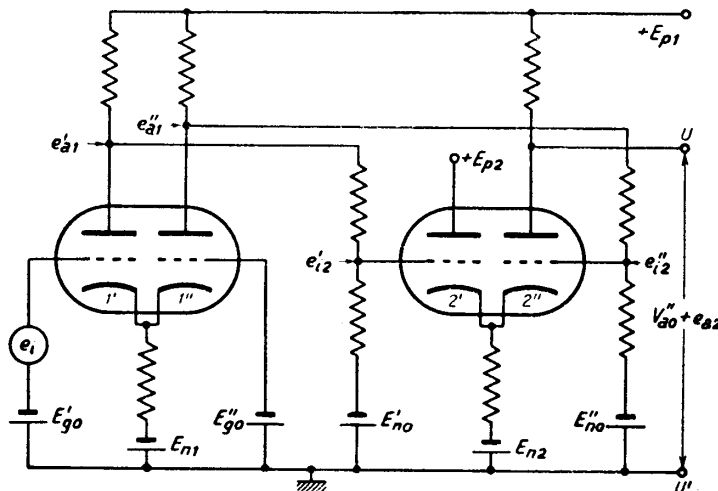 +E_p1
e'_a1
e''_a1
U
+E_p2
e'_i2
e''_i2
1' 1''
2' 2''
V''_ao + e_a2
e_i
E'_go
E_n1
E''_go
E'_no
E_n2
E''_no
U'